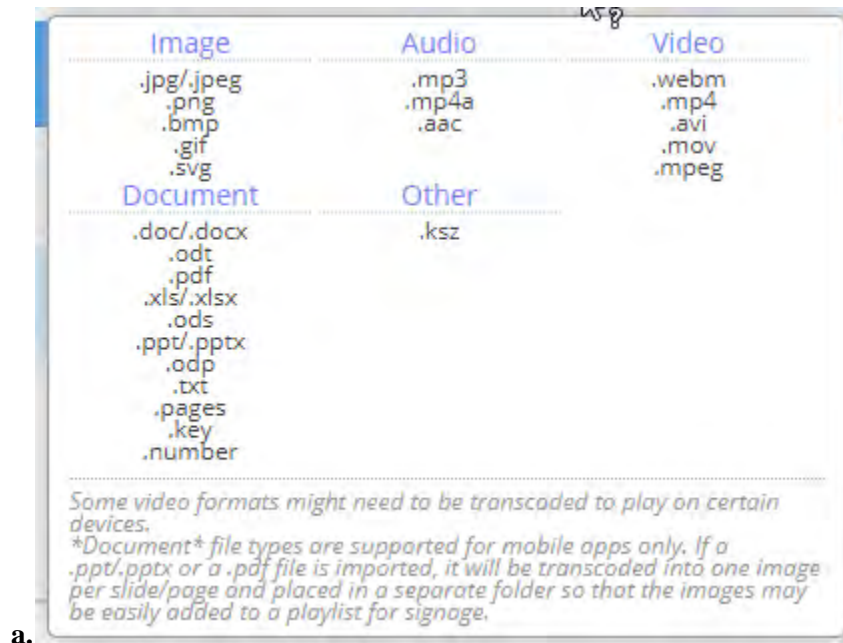 Image Audio Video
.jpg/.jpeg .mp3 .webm
.png .mp4a .mp4
.bmp .aac .avi
.gif .mov
.svg .mpeg
Document Other
.doc/.docx .ksz
.odt
.pdf
.xls/.xlsx
.ods
.ppt/.pptx
.odp
.txt
.pages
.key
.number
Some video formats might need to be transcoded to play on certain
devices.
*Document* file types are supported for mobile apps only. If a
.ppt/.pptx or a .pdf file is imported, it will be transcoded into one image
per slide/page and placed in a separate folder so that the images may
be easily added to a playlist for signage.
a.